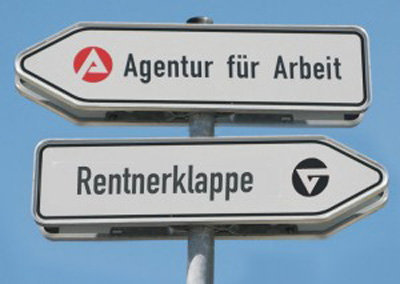 Agentur für Arbeit
Rentnerklappe